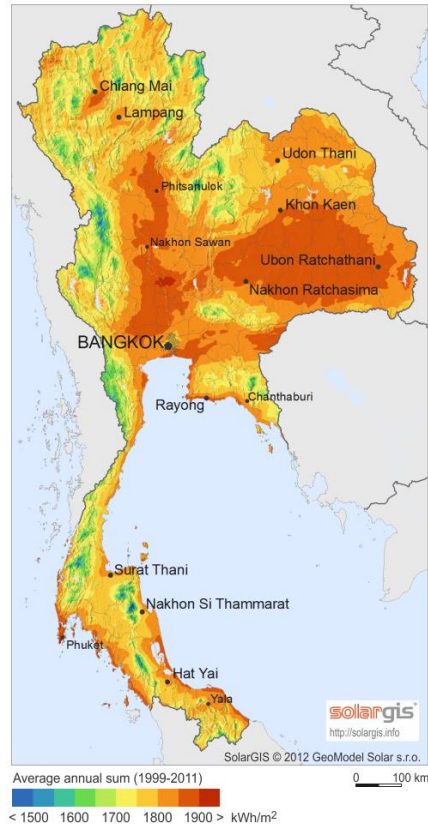 Chiang Mai
Lampang
Udon Thani
Phitsanulok
Khon Kaen
Nakhon Sawan
Ubon Ratchathani
Nakhon Ratchasima
BANGKOK
Rayong
Chanthaburi
Surat Thani
Nakhon Si Thammarat
Phuket
Hat Yai
Yala
solargis
http://solargis.info
SolarGIS © 2012 GeoModel Solar s.r.o.
Average annual sum (1999-2011)
0 100 km
< 1500 1600 1700 1800 1900 > kWh/m²